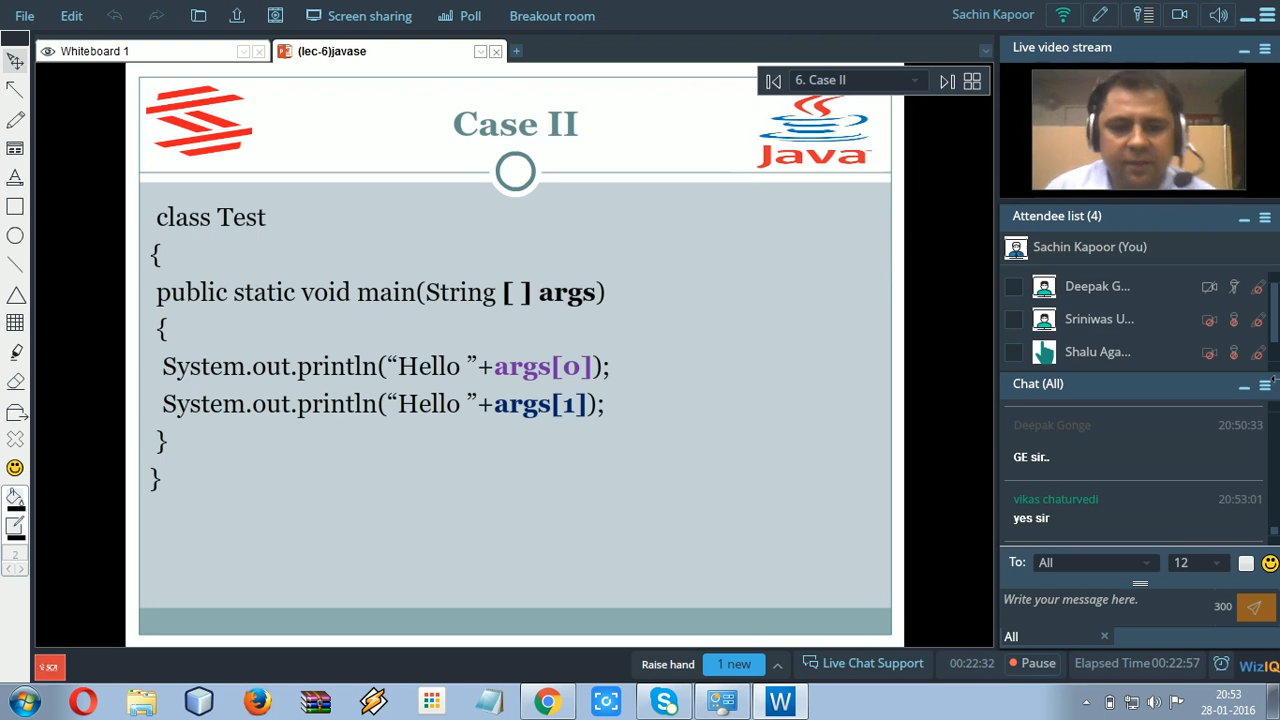 File Edit Screen sharing Poll Breakout room Sachin Kapoor
Whiteboard 1 (lec-6)javase
6. Case II
Case II
Java
class Test
{
public static void main(String [ ] args)
{
System.out.println(“Hello ”+args[0]);
System.out.println(“Hello ”+args[1]);
}
}
Live video stream
Attendee list (4)
Sachin Kapoor (You)
Deepak G...
Sriniwas U...
Shalu Aga...
Chat (All)
Deepak Gonge 20:50:33
GE sir..
vikas chaturvedi 20:53:01
yes sir
To: All 12
Write your message here. 300
All
2
Raise hand 1 new Live Chat Support 00:22:32 Pause Elapsed Time 00:22:57 WizIQ
SCR
W
20:53
28-01-2016